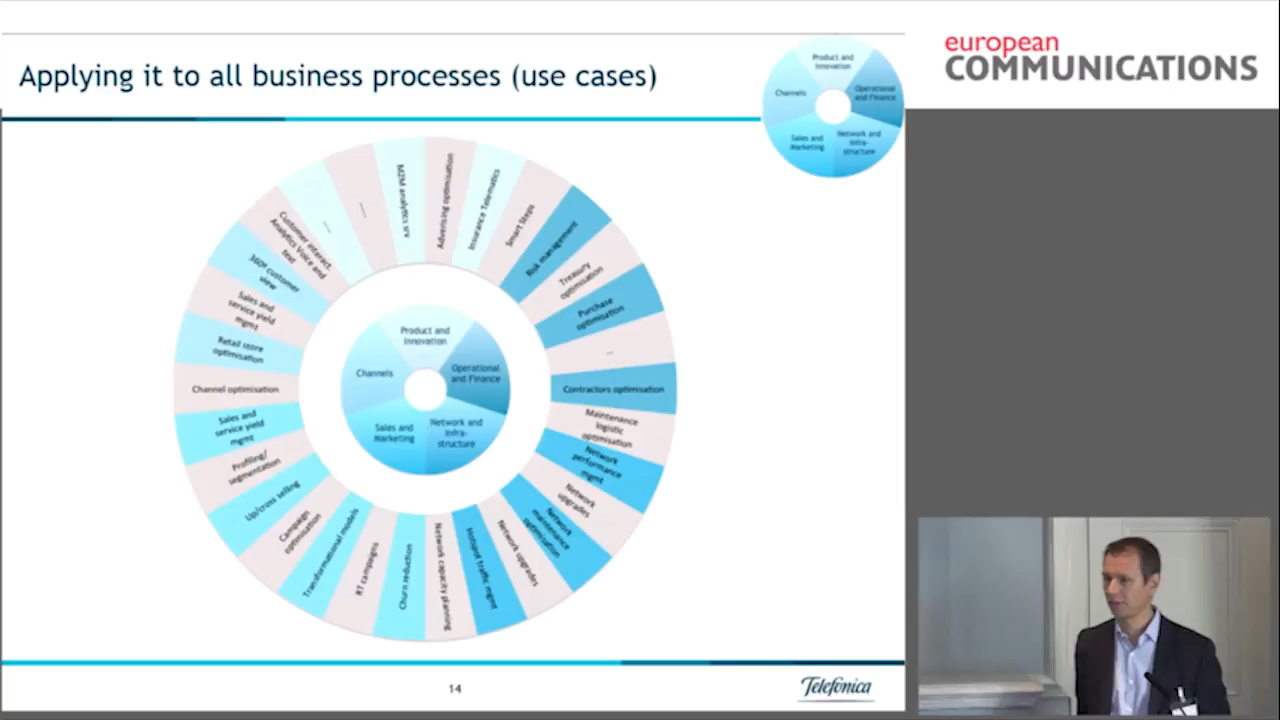 Applying it to all business processes (use cases)
european
COMMUNICATIONS
Product and
Innovation
Channels
Operational
and Finance
Sales and
Marketing
Network and
Infra-
structure
M2M analytics srv
Advertising optimisation
Insurance Telematics
Smart Steps
Risk management
Treasury
optimisation
Purchase
optimisation
...
Contractors optimisation
Maintenance
logistic
optimisation
Network
performance
mgmt
Network
upgrades
Network
maintenance
optimisation
Network upgrades
Hotspot traffic mgmt
Network capacity planning
Churn reduction
RT campaigns
Transformational models
Campaign
optimisation
Up/cross selling
Profiling/
segmentation
Sales and
service yield
mgmt
Channel optimisation
Retail store
optimisation
Sales and
service yield
mgmt
360º customer
view
Customer interact.
Analytics Voice and
text
...
...
Product and
Innovation
Channels
Operational
and Finance
Sales and
Marketing
Network and
Infra-
structure
14
Telefónica